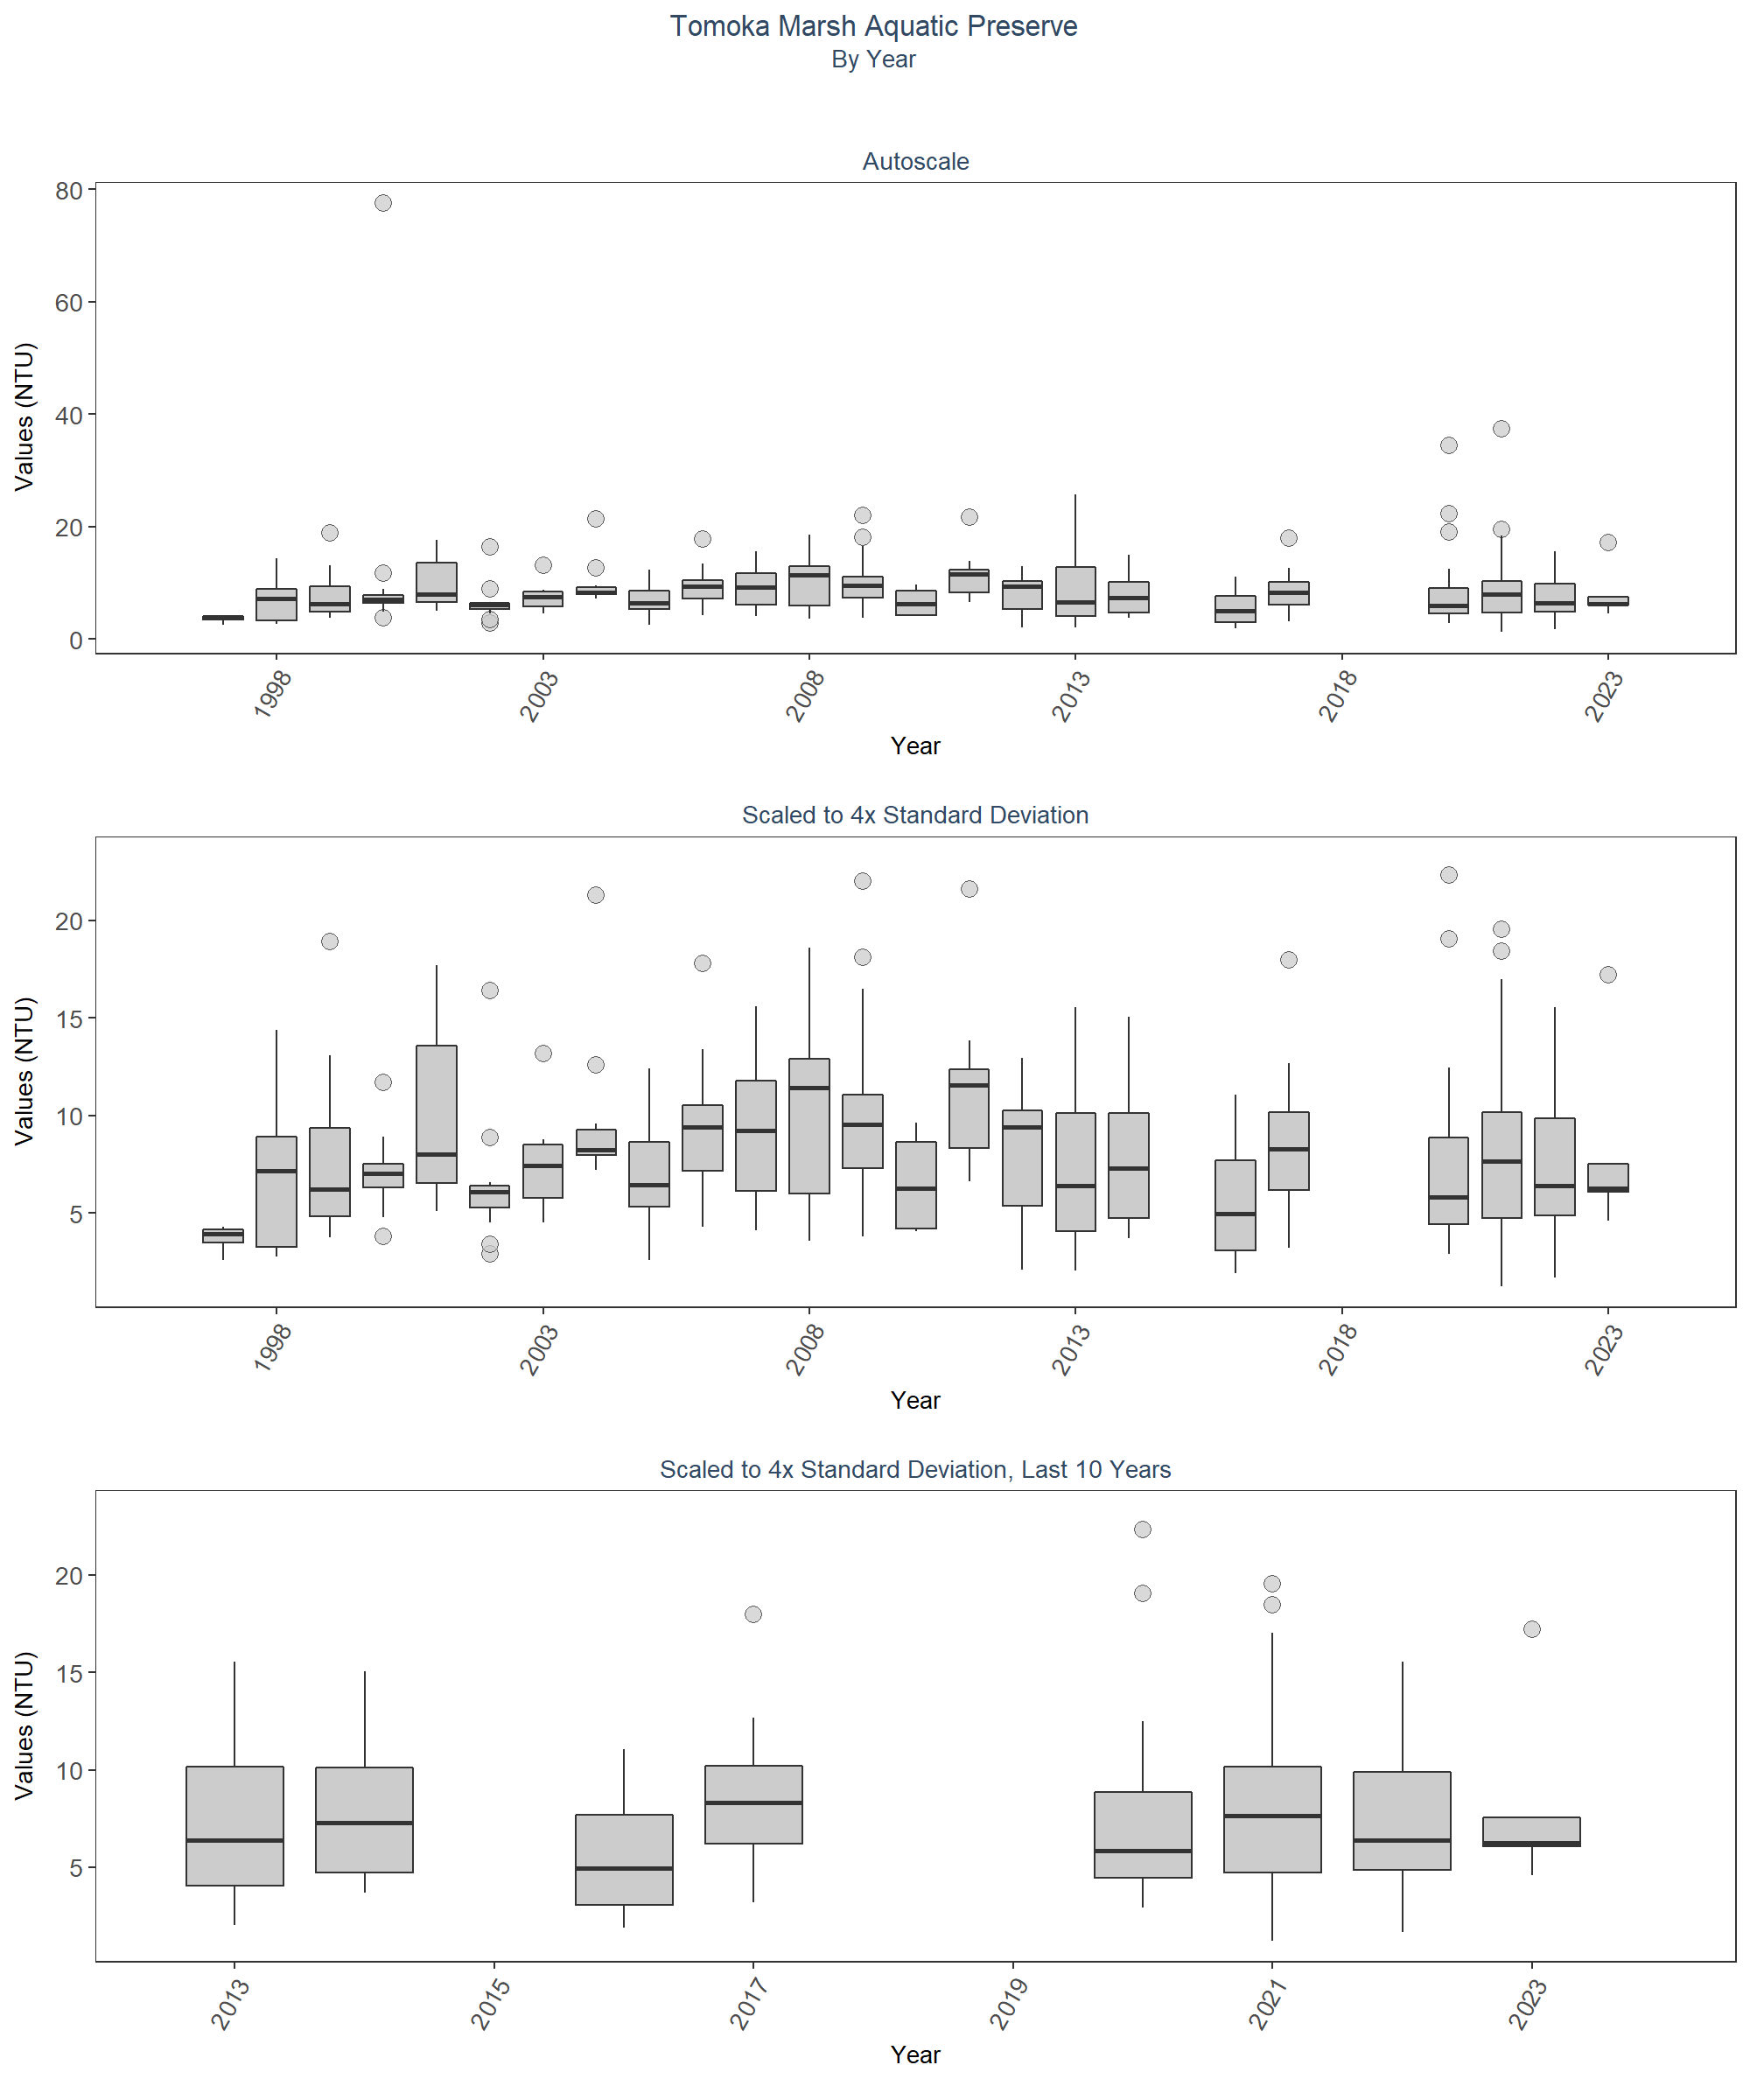 Tomoka Marsh Aquatic Preserve
By Year
Autoscale
80
60
40
20
0
Values (NTU)
1998
2003
2008
2013
2018
2023
Year
Scaled to 4x Standard Deviation
20
15
10
5
Values (NTU)
1998
2003
2008
2013
2018
2023
Year
Scaled to 4x Standard Deviation, Last 10 Years
20
15
10
5
Values (NTU)
2013
2015
2017
2019
2021
2023
Year